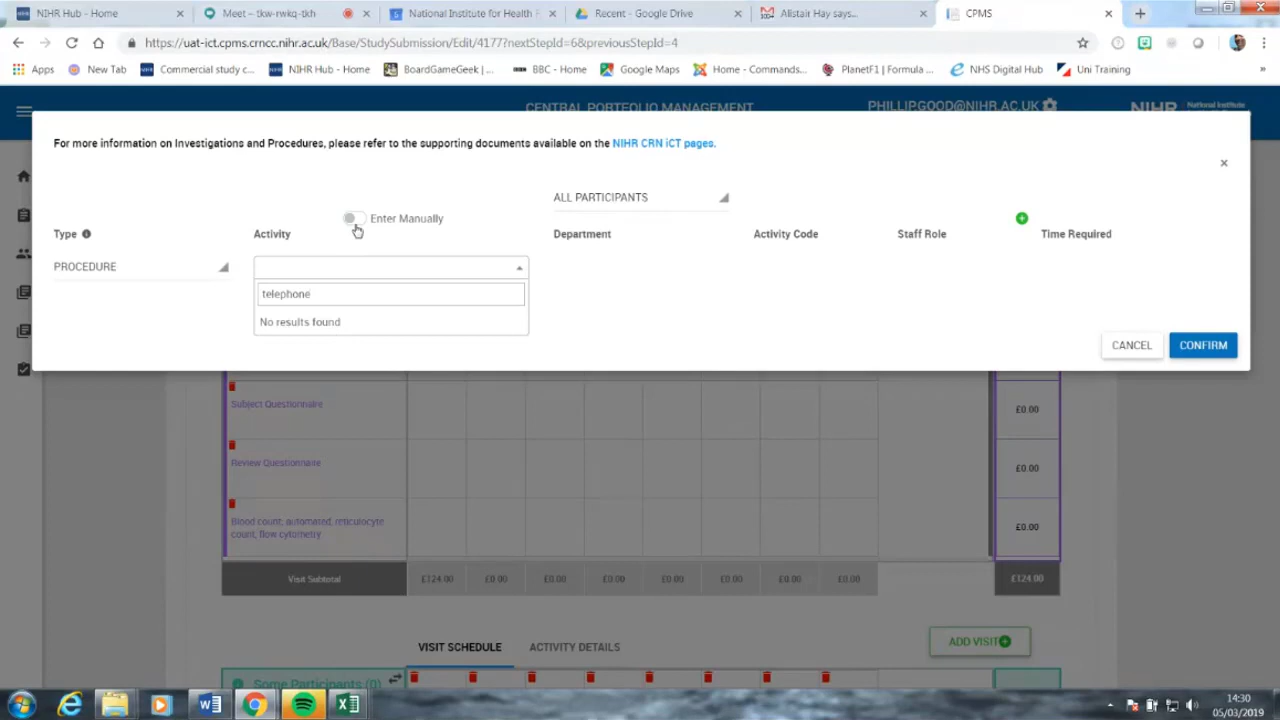 NIHR Hub - Home
Meet – tkw-rwkq-tkh
National Institute for Health F
Recent - Google Drive
Alistair Hay says...
CPMS
https://uat-ict.cpms.crncc.nihr.ac.uk/Base/StudySubmission/Edit/4177?nextStepId=6&previousStepId=4
Apps
New Tab
Commercial study c...
NIHR Hub - Home
BoardGameGeek | ...
BBC - Home
Google Maps
Home - Commands...
PlanetF1 | Formula ...
NHS Digital Hub
Uni Training
CENTRAL PORTFOLIO MANAGEMENT
PHILLIP.GOOD@NIHR.AC.UK
NIHR
National Institute
For more information on Investigations and Procedures, please refer to the supporting documents available on the NIHR CRN iCT pages.
ALL PARTICIPANTS
Enter Manually
Type
Activity
Department
Activity Code
Staff Role
Time Required
PROCEDURE
telephone
No results found
CANCEL
CONFIRM
Subject Questionnaire
£0.00
Review Questionnaire
£0.00
Blood count; automated, reticulocyte
count, flow cytometry
£0.00
Visit Subtotal
£124.00
£0.00
£0.00
£0.00
£0.00
£0.00
£0.00
£0.00
£124.00
VISIT SCHEDULE
ACTIVITY DETAILS
ADD VISIT
Some Participants (0)
14:30
05/03/2019